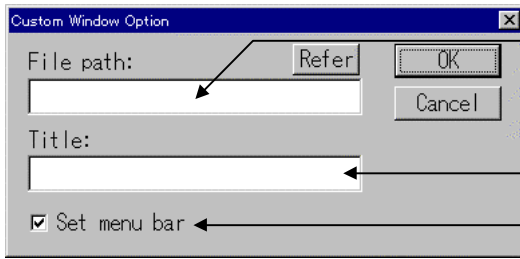 Custom Window Option
File path:
Refer
OK
Cancel
Title:
Set menu bar